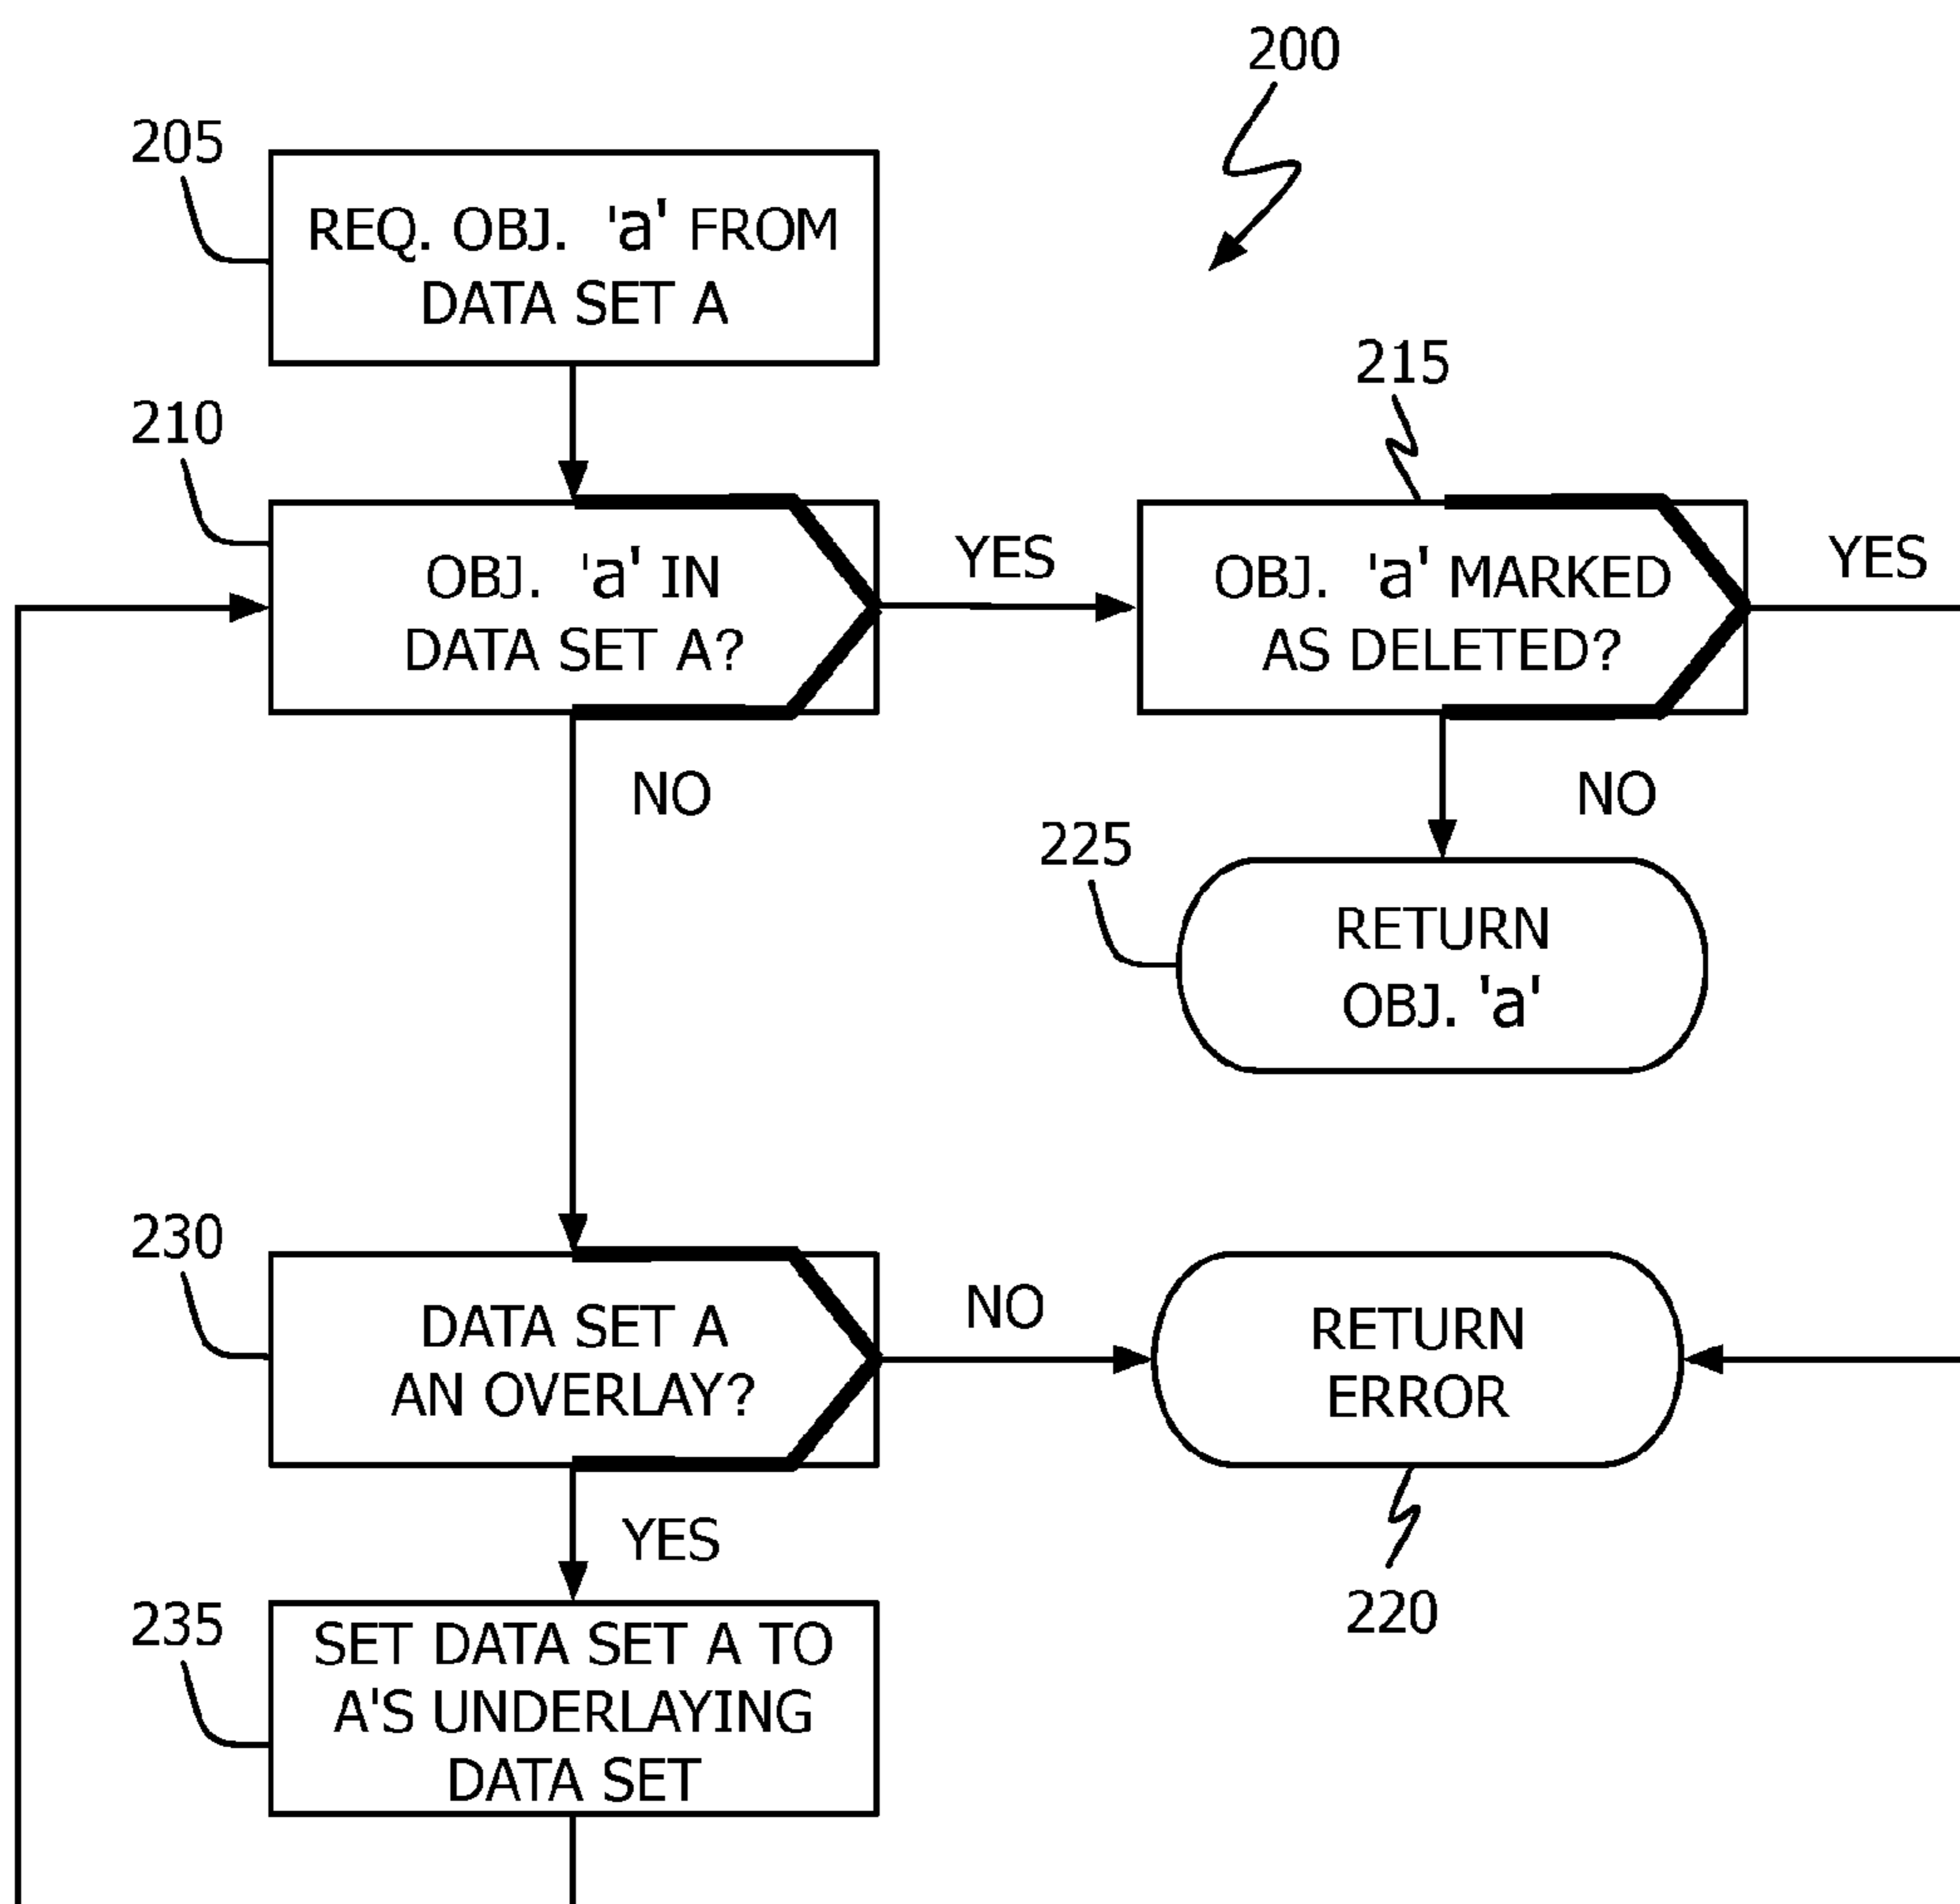 200
205
REQ. OBJ. 'a' FROM
DATA SET A
215
210
OBJ. 'a' IN
DATA SET A?
YES
OBJ. 'a' MARKED
AS DELETED?
YES
NO
NO
225
RETURN
OBJ. 'a'
230
DATA SET A
AN OVERLAY?
NO
RETURN
ERROR
YES
220
235
SET DATA SET A TO
A'S UNDERLAYING
DATA SET